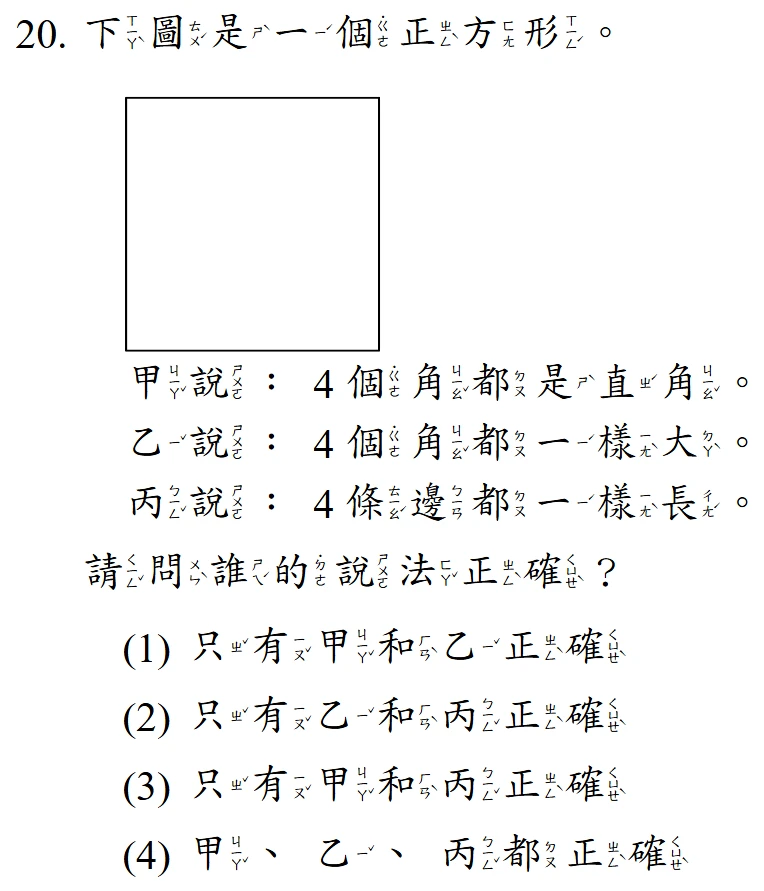 20. 下圖是一個正方形。
甲說：4個角都是直角。
乙說：4個角都一樣大。
丙說：4條邊都一樣長。
請問誰的說法正確？
(1) 只有甲和乙正確
(2) 只有乙和丙正確
(3) 只有甲和丙正確
(4) 甲、乙、丙都正確